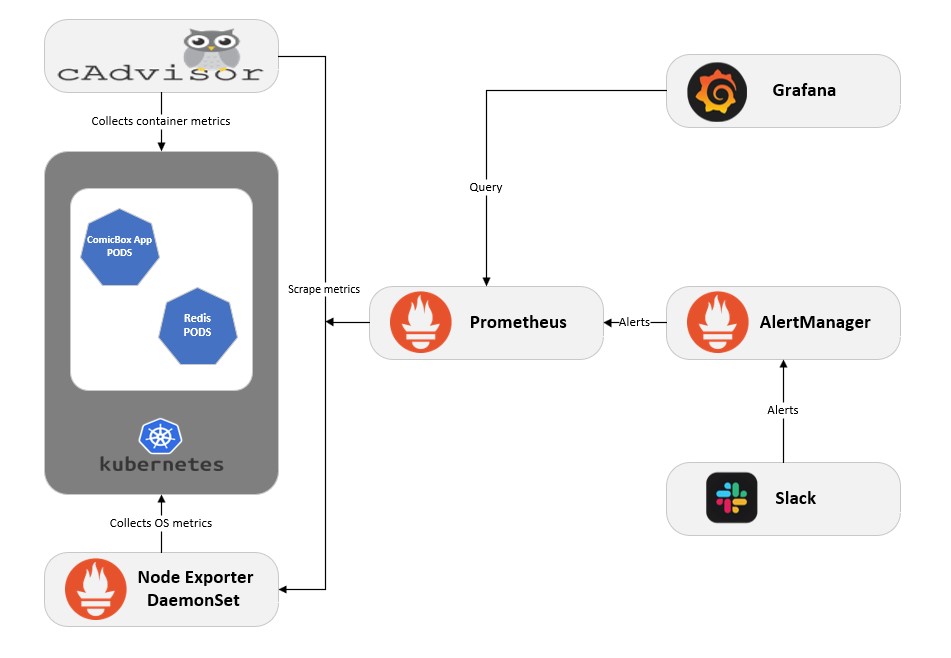 cAdvisor
Collects container metrics
ComicBox App
PODS
Redis
PODS
kubernetes
Collects OS metrics
Node Exporter
DaemonSet
Scrape metrics
Prometheus
Query
Grafana
Alerts
AlertManager
Alerts
Slack